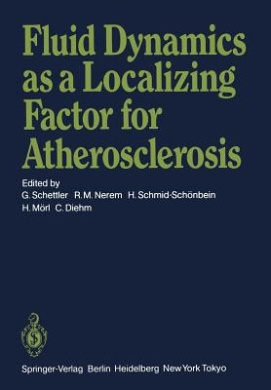 Fluid Dynamics
as a Localizing
Factor for
Atherosclerosis
Edited by
G. Schettler R. M. Nerem H. Schmid-Schönbein
H. Mörl C. Diehm
Springer-Verlag Berlin Heidelberg New York Tokyo